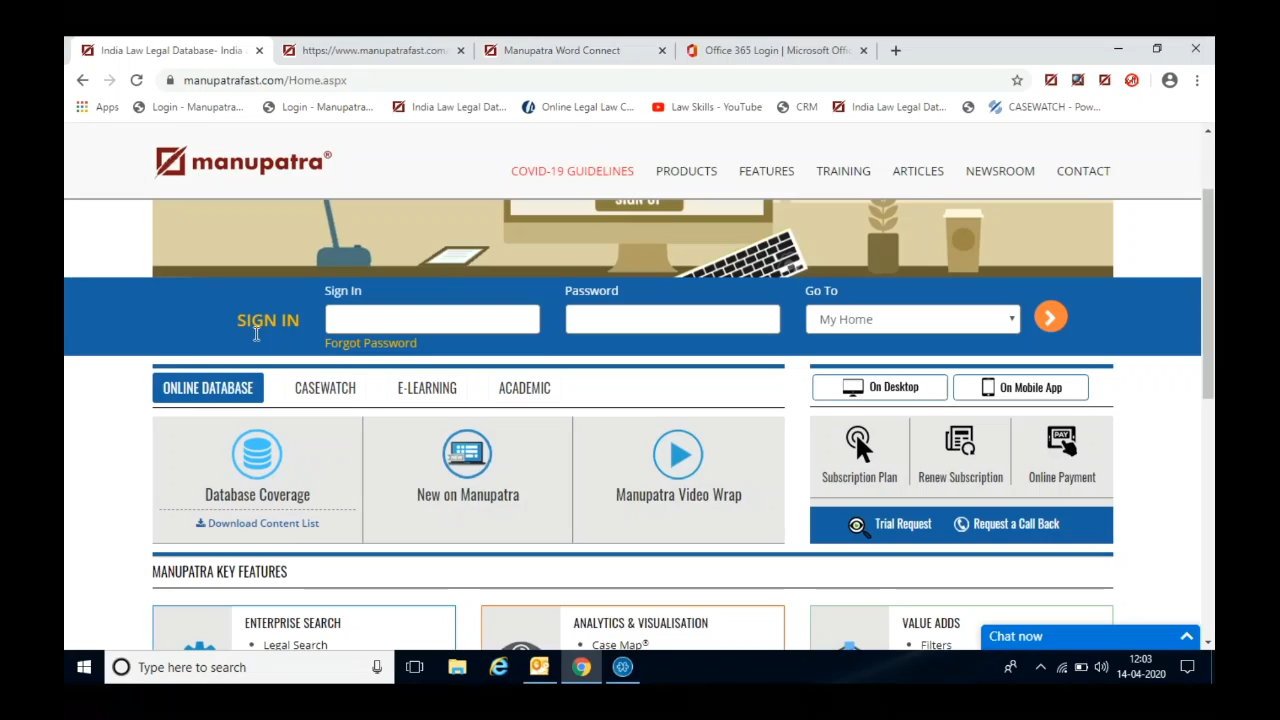 India Law Legal Database- India
https://www.manupatrafast.com
Manupatra Word Connect
Office 365 Login | Microsoft Offic
manupatrafast.com/Home.aspx
Apps
Login - Manupatra...
Login - Manupatra...
India Law Legal Dat...
Online Legal Law C...
Law Skills - YouTube
CRM
India Law Legal Dat...
CASEWATCH - Pow...
manupatra®
COVID-19 GUIDELINES
PRODUCTS
FEATURES
TRAINING
ARTICLES
NEWSROOM
CONTACT
SIGN UP
Sign In
Password
Go To
SIGN IN
My Home
Forgot Password
ONLINE DATABASE
CASEWATCH
E-LEARNING
ACADEMIC
On Desktop
On Mobile App
PAY
Database Coverage
New on Manupatra
Manupatra Video Wrap
Subscription Plan
Renew Subscription
Online Payment
Download Content List
Trial Request
Request a Call Back
MANUPATRA KEY FEATURES
ENTERPRISE SEARCH
ANALYTICS & VISUALISATION
VALUE ADDS
• Legal Search
• Case Map®
• Filters
Chat now
Type here to search
12:03
14-04-2020